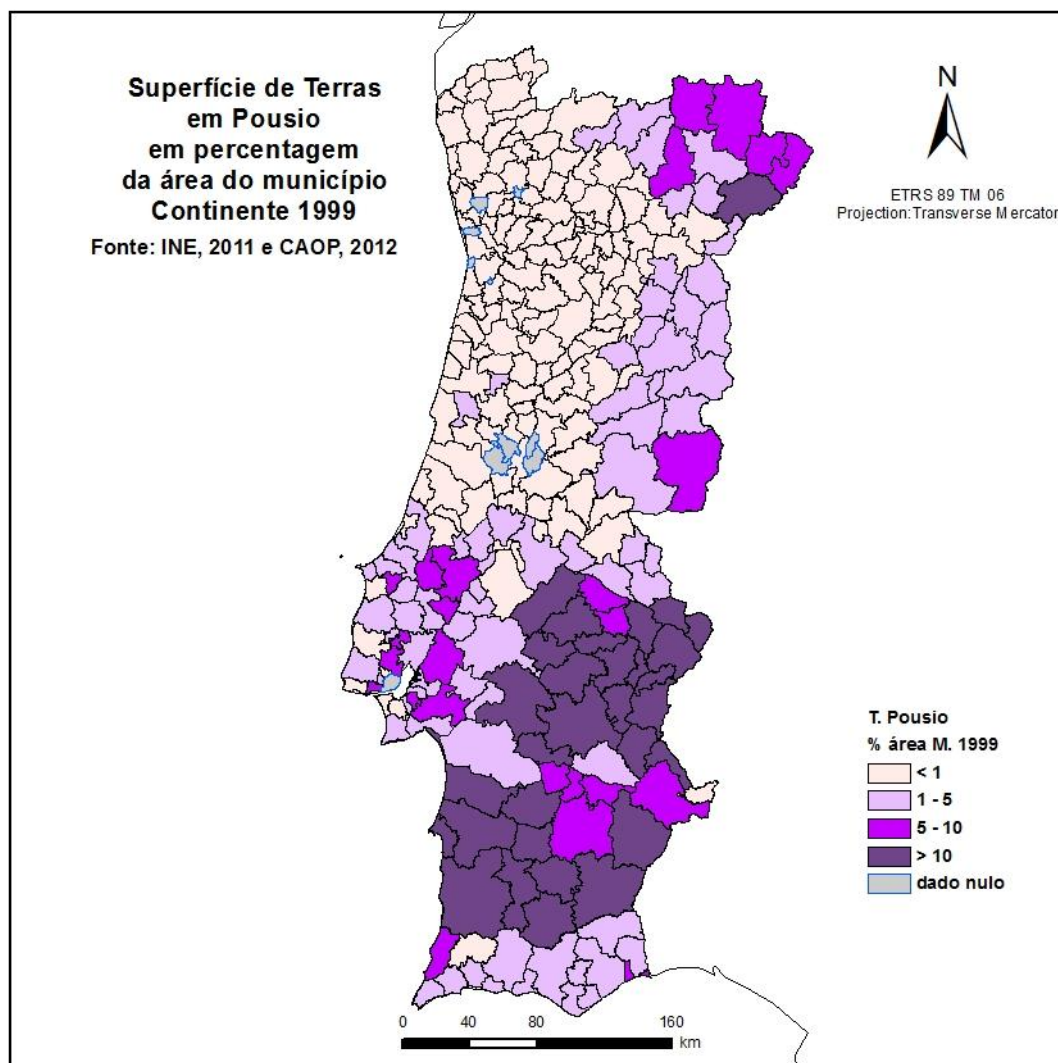 Superfície de Terras
em Pousio
em percentagem
da área do município
Continente 1999
Fonte: INE, 2011 e CAOP, 2012
N
ETRS 89 TM 06
Projection: Transverse Mercator
T. Pousio
% área M. 1999
< 1
1 - 5
5 - 10
> 10
dado nulo
0 40 80 160
km